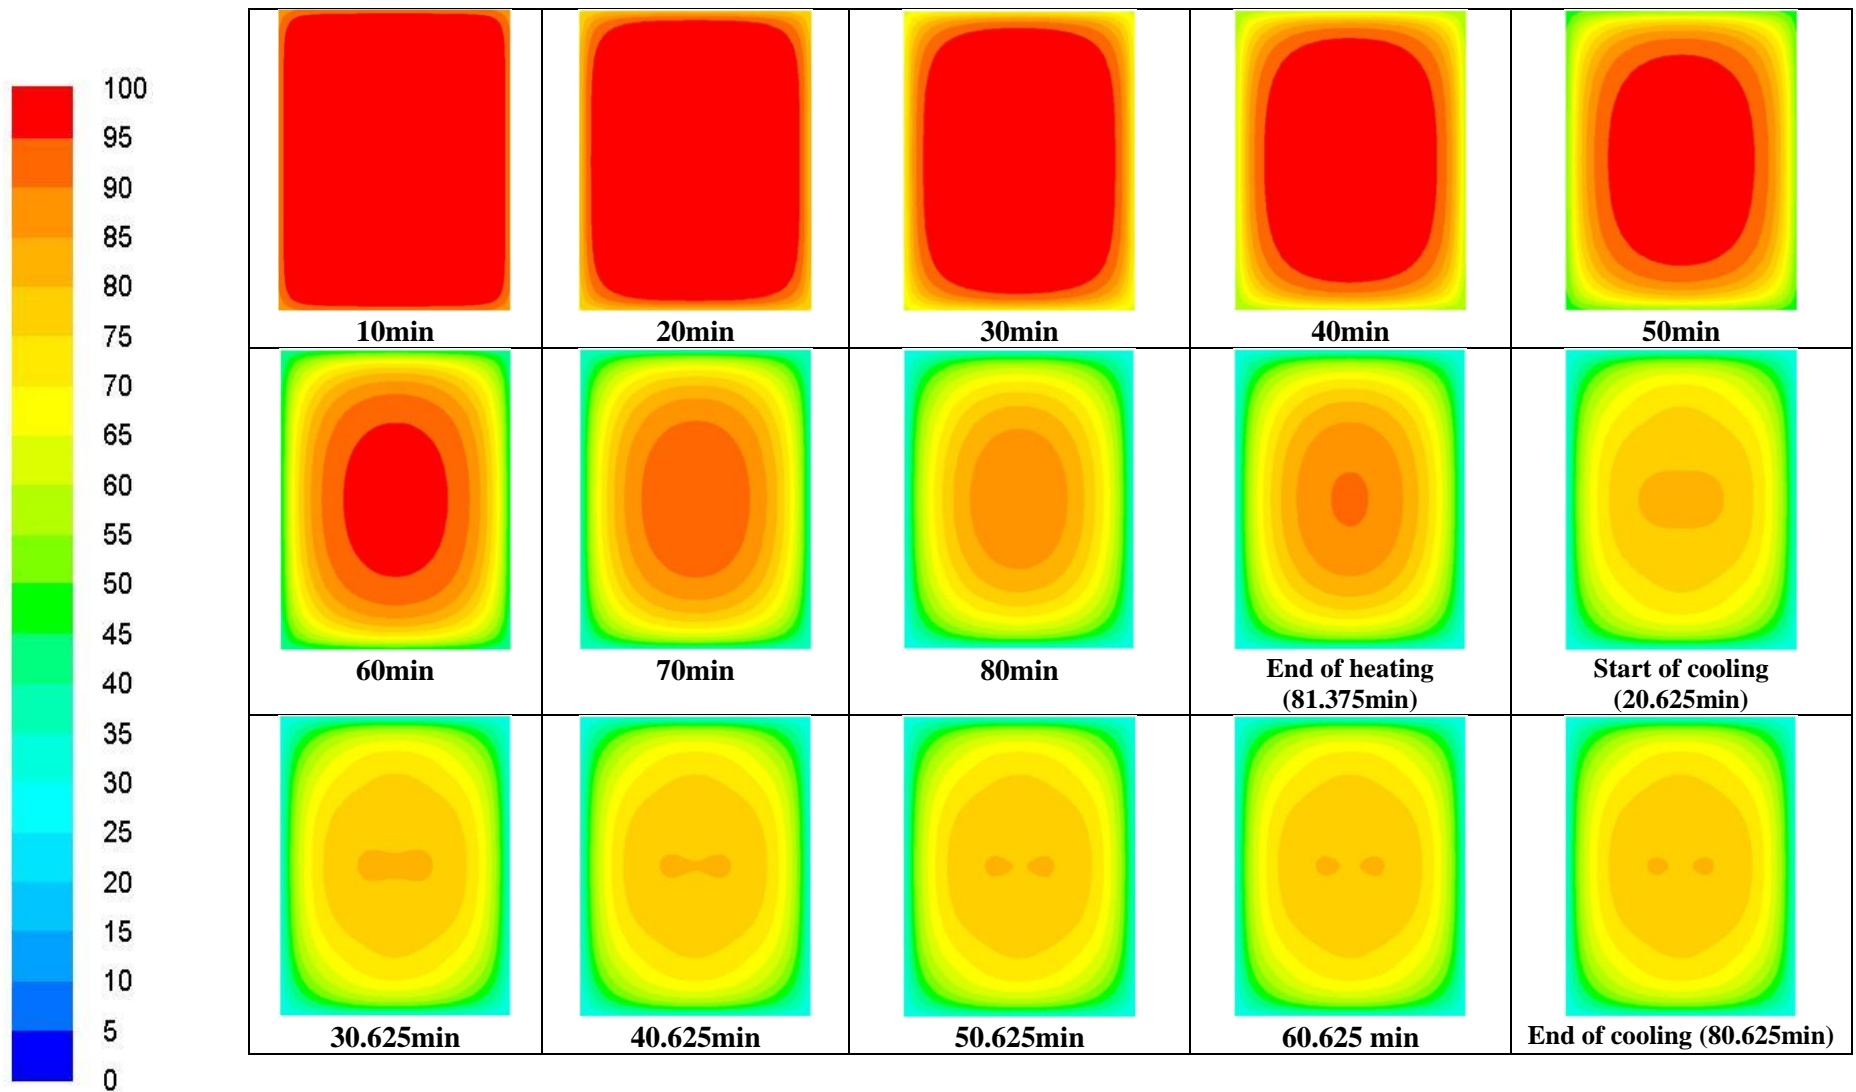 100
95
90
85
80
75
70
65
60
55
50
45
40
35
30
25
20
15
10
5
0
10min
20min
30min
40min
50min
60min
70min
80min
End of heating
(81.375min)
Start of cooling
(20.625min)
30.625min
40.625min
50.625min
60.625 min
End of cooling (80.625min)